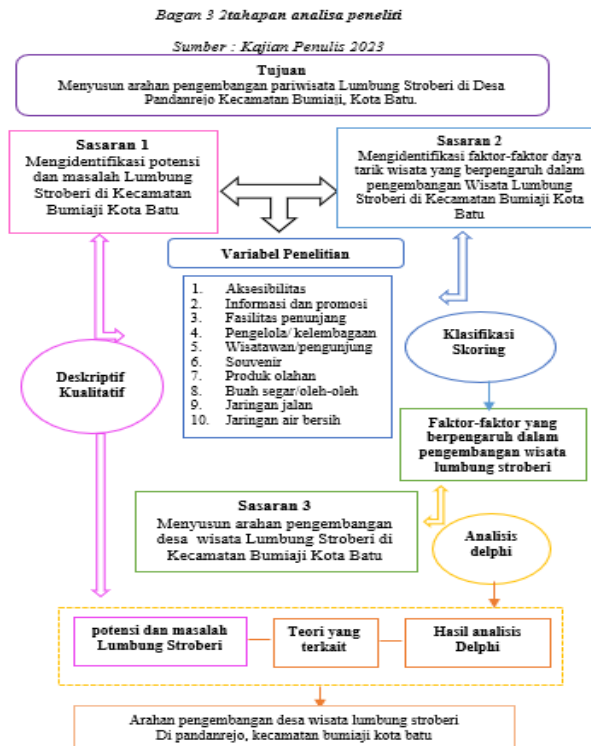 Bagan 3 2tahapan analisa peneliti
Sumber : Kajian Penulis 2023
Tujuan
Menyusun arahan pengembangan pariwisata Lumbung Stroberi di Desa
Pandanrejo Kecamatan Bumiaji, Kota Batu.
Sasaran 1
Mengidentifikasi potensi
dan masalah Lumbung
Stroberi di Kecamatan
Bumiaji Kota Batu
Sasaran 2
Mengidentifikasi faktor-faktor daya
tarik wisata yang berpengaruh dalam
pengembangan Wisata Lumbung
Stroberi di Kecamatan Bumiaji Kota
Batu
Variabel Penelitian
1. Aksesibilitas
2. Informasi dan promosi
3. Fasilitas penunjang
4. Pengelola/ kelembagaan
5. Wisatawan/pengunjung
6. Souvenir
7. Produk olahan
8. Buah segar/oleh-oleh
9. Jaringan jalan
10. Jaringan air bersih
Deskriptif
Kualitatif
Klasifikasi
Skoring
Faktor-faktor yang
berpengaruh dalam
pengembangan wisata
lumbung stroberi
Sasaran 3
Menyusun arahan pengembangan
desa wisata Lumbung Stroberi di
Kecamatan Bumiaji Kota Batu
Analisis
delphi
potensi dan masalah
Lumbung Stroberi
Teori yang
terkait
Hasil analisis
Delphi
Arahan pengembangan desa wisata lumbung stroberi
Di pandanrejo, kecamatan bumiaji kota batu